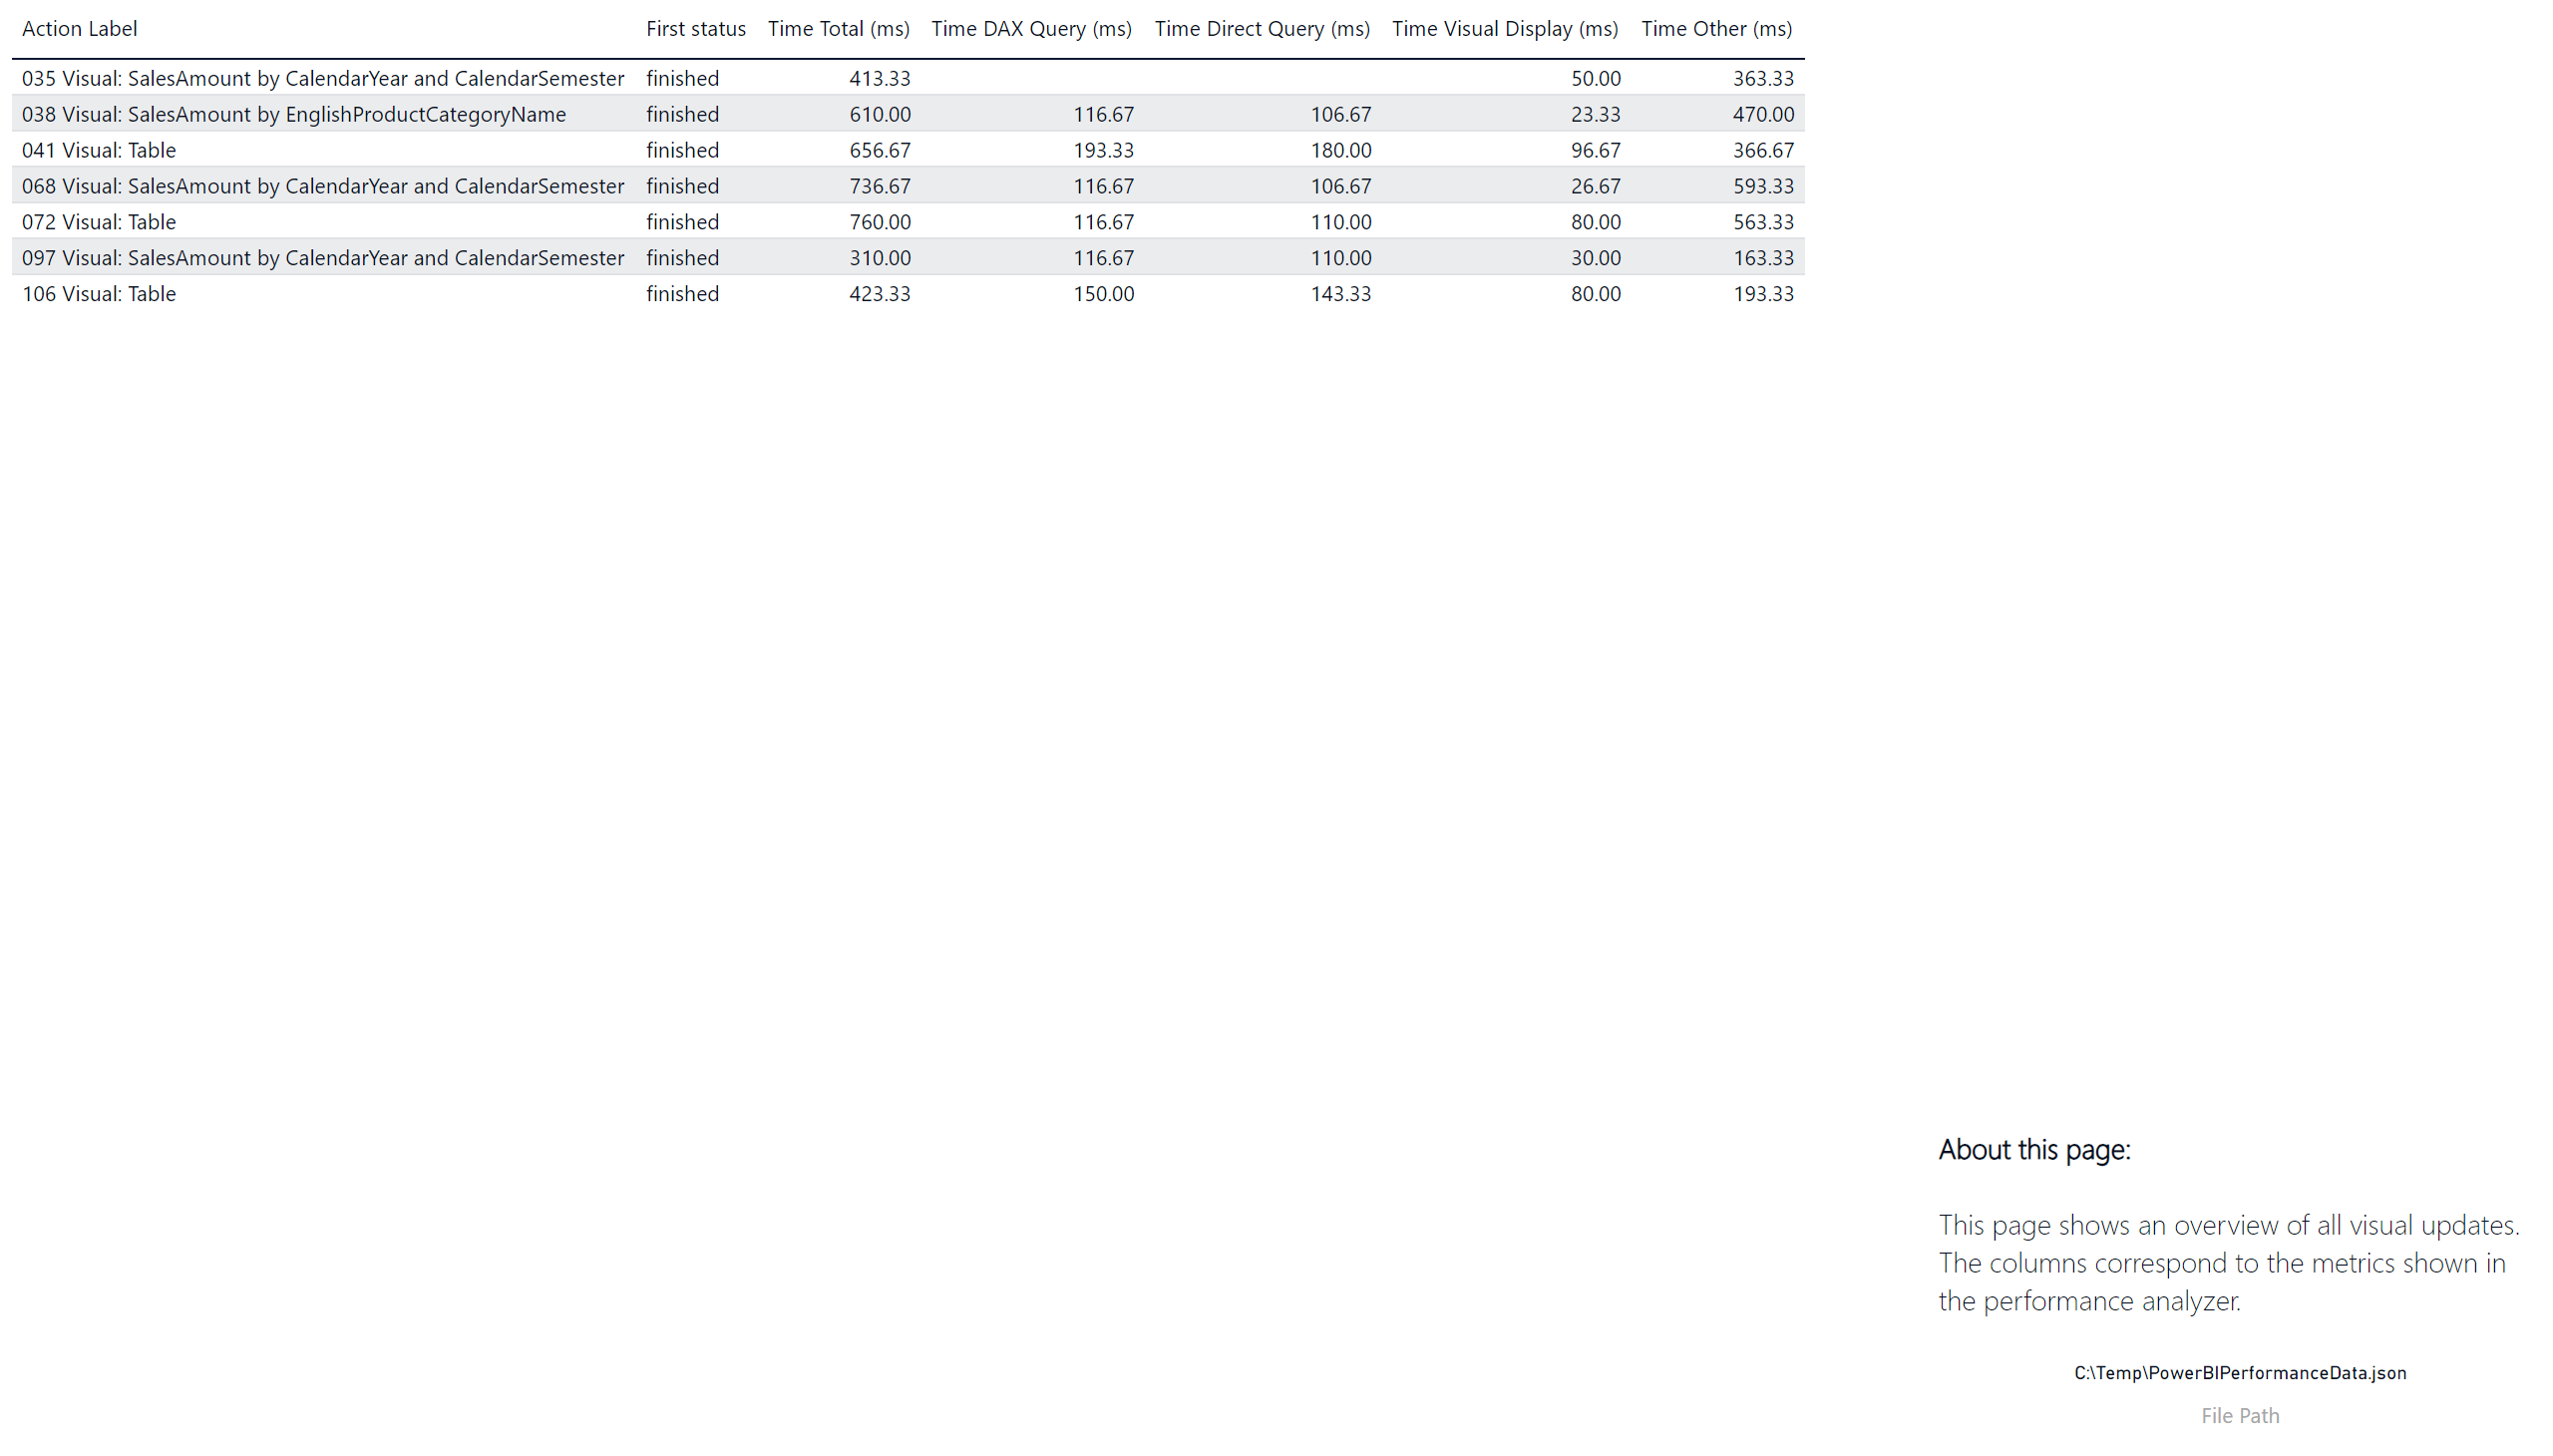 Action Label First status Time Total (ms) Time DAX Query (ms) Time Direct Query (ms) Time Visual Display (ms) Time Other (ms)
035 Visual: SalesAmount by CalendarYear and CalendarSemester finished 413.33 50.00 363.33
038 Visual: SalesAmount by EnglishProductCategoryName finished 610.00 116.67 106.67 23.33 470.00
041 Visual: Table finished 656.67 193.33 180.00 96.67 366.67
068 Visual: SalesAmount by CalendarYear and CalendarSemester finished 736.67 116.67 106.67 26.67 593.33
072 Visual: Table finished 760.00 116.67 110.00 80.00 563.33
097 Visual: SalesAmount by CalendarYear and CalendarSemester finished 310.00 116.67 110.00 30.00 163.33
106 Visual: Table finished 423.33 150.00 143.33 80.00 193.33
About this page:
This page shows an overview of all visual updates.
The columns correspond to the metrics shown in
the performance analyzer.
C:\Temp\PowerBIPerformanceData.json
File Path